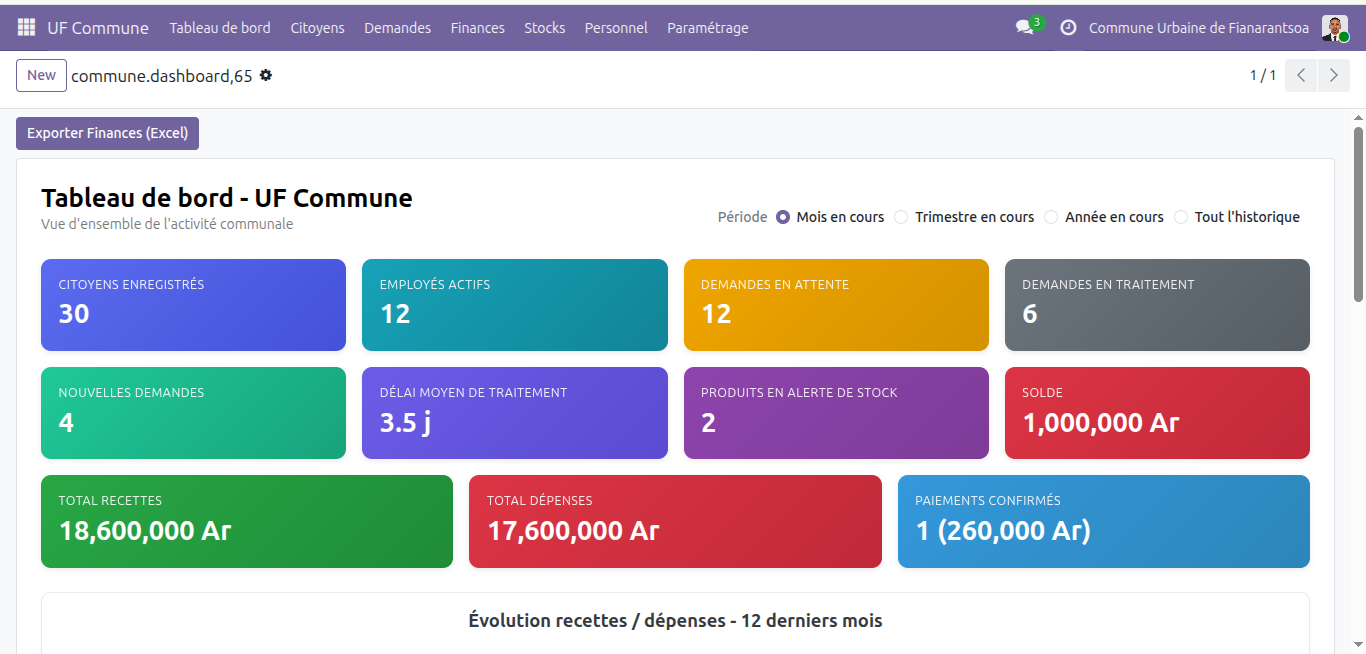 UF Commune Tableau de bord Citoyens Demandes Finances Stocks Personnel Paramétrage 3 Commune Urbaine de Fianarantsoa
New commune.dashboard,65 1 / 1
Exporter Finances (Excel)
Tableau de bord - UF Commune
Vue d'ensemble de l'activité communale
Période Mois en cours Trimestre en cours Année en cours Tout l'historique
CITOYENS ENREGISTRÉS
30
EMPLOYÉS ACTIFS
12
DEMANDES EN ATTENTE
12
DEMANDES EN TRAITEMENT
6
NOUVELLES DEMANDES
4
DÉLAI MOYEN DE TRAITEMENT
3.5 j
PRODUITS EN ALERTE DE STOCK
2
SOLDE
1,000,000 Ar
TOTAL RECETTES
18,600,000 Ar
TOTAL DÉPENSES
17,600,000 Ar
PAIEMENTS CONFIRMÉS
1 (260,000 Ar)
Évolution recettes / dépenses - 12 derniers mois